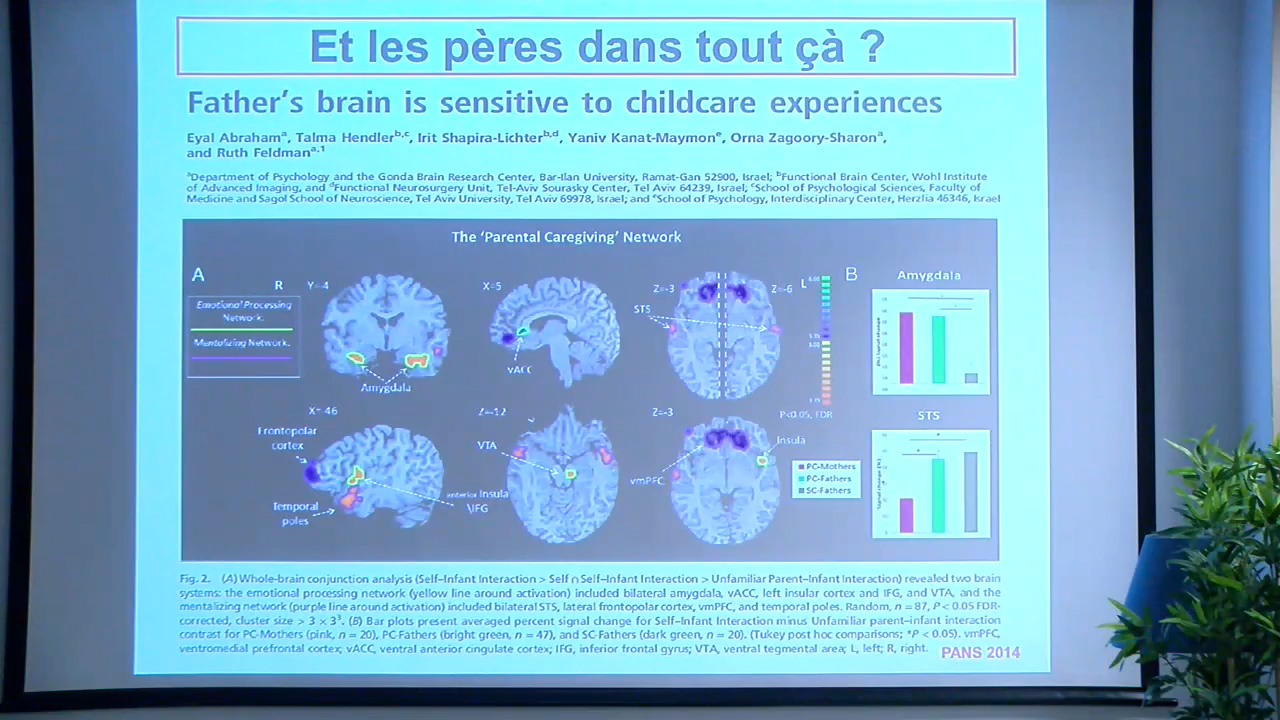 Et les pères dans tout çà ?
Father's brain is sensitive to childcare experiences
Eyal Abrahamᵃ, Talma Hendlerᵇ,ᶜ, Irit Shapira-Lichterᵇ,ᵈ, Yaniv Kanat-Maymonᵉ, Orna Zagoory-Sharonᵃ,
and Ruth Feldmanᵃ,¹
ᵃDepartment of Psychology and the Gonda Brain Research Center, Bar-Ilan University, Ramat-Gan 52900, Israel; ᵇFunctional Brain Center, Wohl Institute
of Advanced Imaging, and ᵈFunctional Neurosurgery Unit, Tel-Aviv Sourasky Center, Tel Aviv 64239, Israel; ᶜSchool of Psychological Sciences, Faculty of
Medicine and Sagol School of Neuroscience, Tel Aviv University, Tel Aviv 69978, Israel; and ᵉSchool of Psychology, Interdisciplinary Center, Herzlia 46346, Israel
The 'Parental Caregiving' Network
A
R
Y=-4
X=5
Z=-3
Z=-6
L
B
Amygdala
Emotional Processing
Network.
Mentalizing Network.
STS
vACC
Amygdala
P<0.05, FDR
X=-46
Z=-12
Z=-3
STS
Frontopolar
cortex
VTA
Insula
vmPFC
anterior Insula
\IFG
Temporal
poles
PC-Mothers
PC-Fathers
SC-Fathers
Fig. 2. (A) Whole-brain conjunction analysis (Self–Infant Interaction > Self ∩ Self–Infant Interaction > Unfamiliar Parent–Infant Interaction) revealed two brain
systems: the emotional processing network (yellow line around activation) included bilateral amygdala, vACC, left insular cortex and IFG, and VTA, and the
mentalizing network (purple line around activation) included bilateral STS, lateral frontopolar cortex, vmPFC, and temporal poles. Random, n = 87, P < 0.05 FDR-
corrected, cluster size > 3 × 3³. (B) Bar plots present averaged percent signal change for Self–Infant Interaction minus Unfamiliar parent–infant interaction
contrast for PC-Mothers (pink, n = 20), PC-Fathers (bright green, n = 47), and SC-Fathers (dark green, n = 20). (Tukey post hoc comparisons; *P < 0.05). vmPFC,
ventromedial prefrontal cortex; vACC, ventral anterior cingulate cortex; IFG, inferior frontal gyrus; VTA, ventral tegmental area; L, left; R, right.
PANS 2014